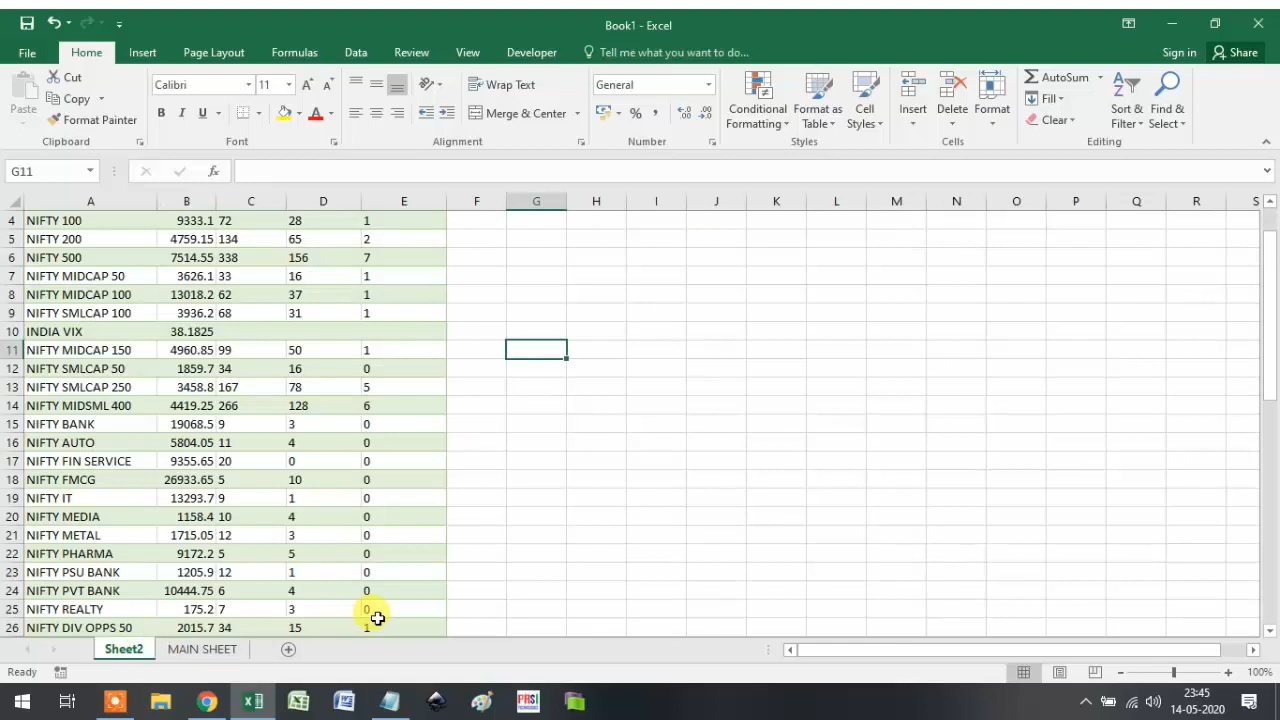 Book1 - Excel
File Home Insert Page Layout Formulas Data Review View Developer Tell me what you want to do... Sign in Share
Paste
Cut
Copy
Format Painter
Clipboard
Calibri 11
B I U A
Font
Wrap Text
Merge & Center
Alignment
General
%
Number
Conditional Formatting
Format as Table
Cell Styles
Styles
Insert
Delete
Format
Cells
AutoSum
Fill
Clear
Sort & Filter
Find & Select
Editing
G11 fx
A B C D E F G H I J K L M N O P Q R S
4 NIFTY 100 9333.1 72 28 1
5 NIFTY 200 4759.15 134 65 2
6 NIFTY 500 7514.55 338 156 7
7 NIFTY MIDCAP 50 3626.1 33 16 1
8 NIFTY MIDCAP 100 13018.2 62 37 1
9 NIFTY SMLCAP 100 3936.2 68 31 1
10 INDIA VIX 38.1825
11 NIFTY MIDCAP 150 4960.85 99 50 1
12 NIFTY SMLCAP 50 1859.7 34 16 0
13 NIFTY SMLCAP 250 3458.8 167 78 5
14 NIFTY MIDSML 400 4419.25 266 128 6
15 NIFTY BANK 19068.5 9 3 0
16 NIFTY AUTO 5804.05 11 4 0
17 NIFTY FIN SERVICE 9355.65 20 0 0
18 NIFTY FMCG 26933.65 5 10 0
19 NIFTY IT 13293.7 9 1 0
20 NIFTY MEDIA 1158.4 10 4 0
21 NIFTY METAL 1715.05 12 3 0
22 NIFTY PHARMA 9172.2 5 5 0
23 NIFTY PSU BANK 1205.9 12 1 0
24 NIFTY PVT BANK 10444.75 6 4 0
25 NIFTY REALTY 175.2 7 3 0
26 NIFTY DIV OPPS 50 2015.7 34 15 1
Sheet2 MAIN SHEET
Ready 100%
PRSI
23:45
14-05-2020